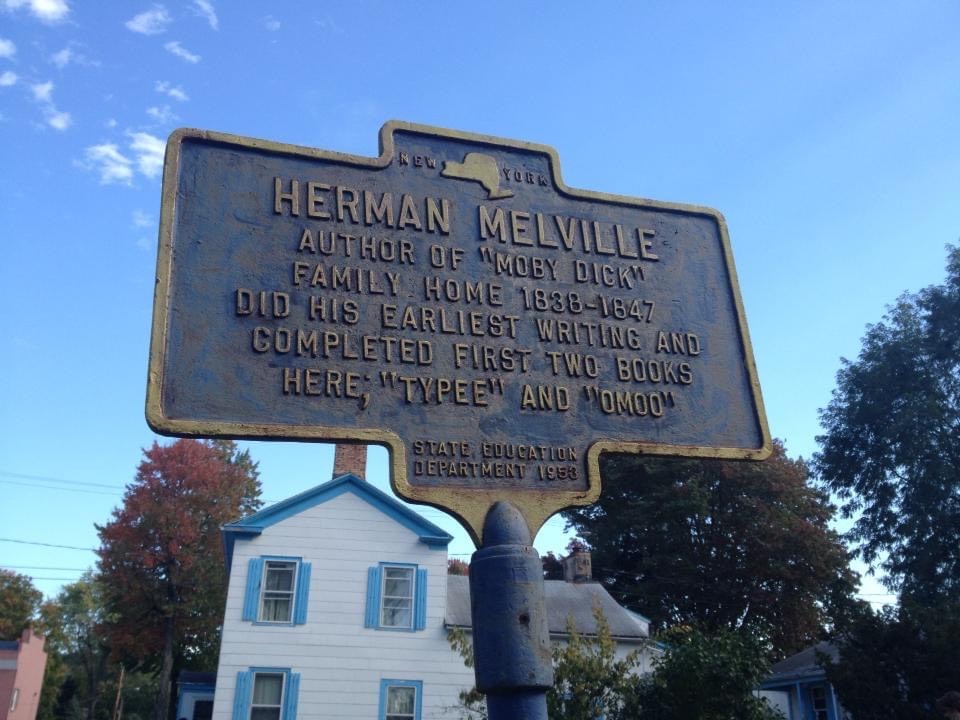 NEW YORK
HERMAN MELVILLE
AUTHOR OF "MOBY DICK"
FAMILY HOME 1838-1847
DID HIS EARLIEST WRITING AND
COMPLETED FIRST TWO BOOKS
HERE; "TYPEE" AND "OMOO"
STATE EDUCATION
DEPARTMENT 1953